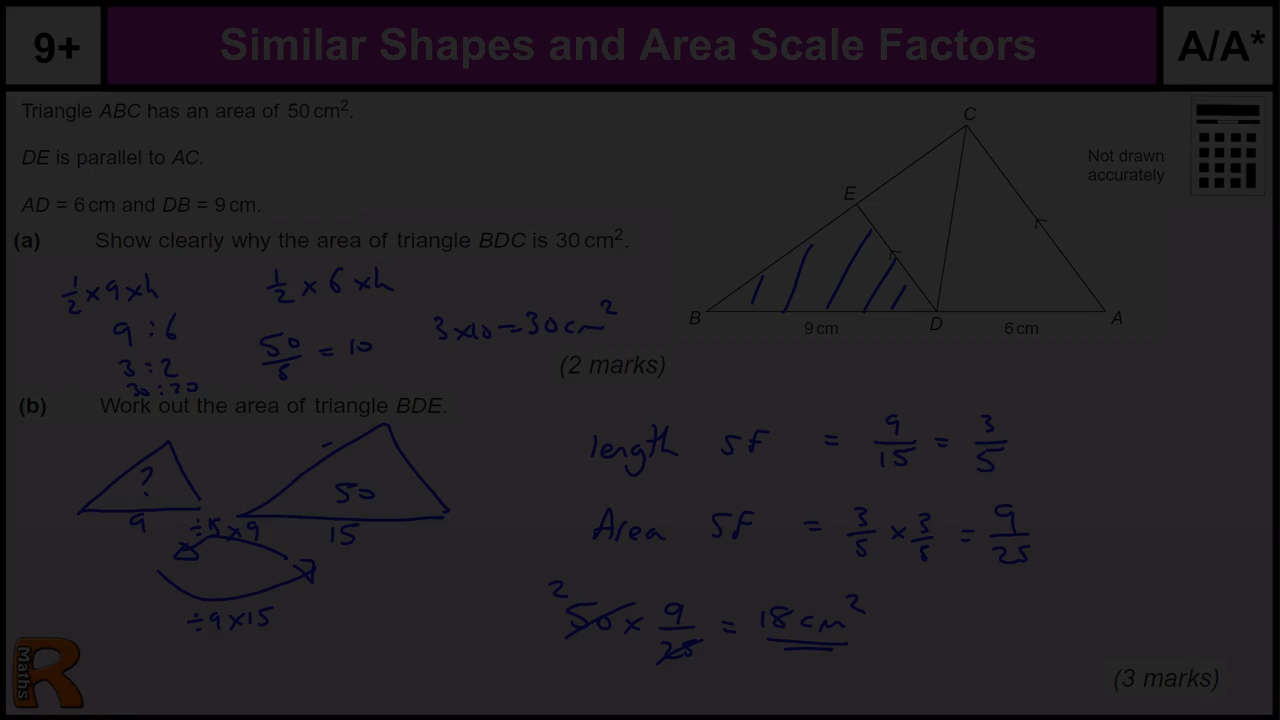 9+
Similar Shapes and Area Scale Factors
A/A*
Triangle ABC has an area of 50 cm².
DE is parallel to AC.
AD = 6 cm and DB = 9 cm.
(a) Show clearly why the area of triangle BDC is 30 cm².
Not drawn
accurately
C
E
B
D
A
9 cm
6 cm
½ × 9 × h
½ × 6 × h
9 : 6
3 : 2
30 : 20
50/5 = 10
3 × 10 = 30 cm²
(2 marks)
(b) Work out the area of triangle BDE.
?
9
50
15
÷ 15 × 9
÷ 9 × 15
length SF = 9/15 = 3/5
Area SF = 3/5 × 3/5 = 9/25
2
50 × 9/25 = 18 cm²
(3 marks)
R
Maths